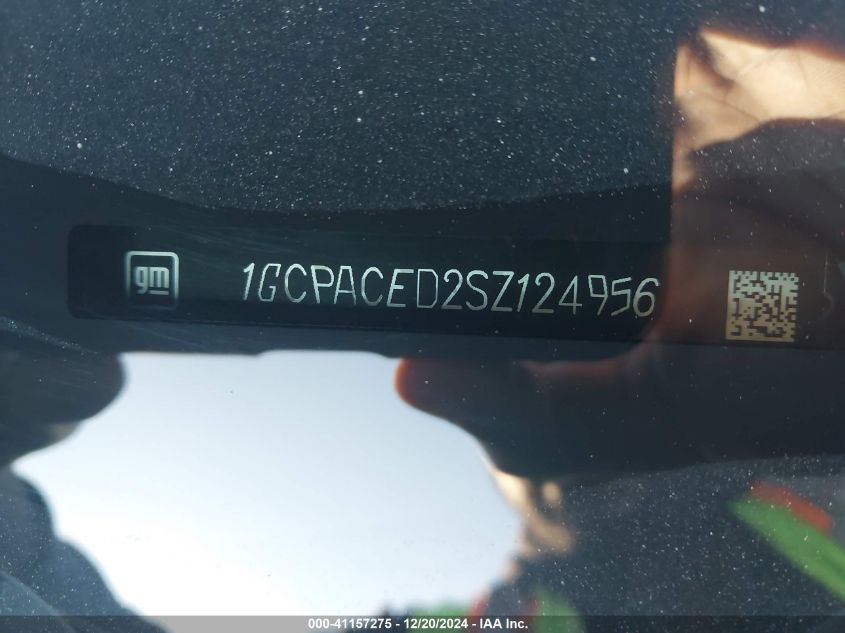 gm 1GCPACED2SZ124956
000-41157275 - 12/20/2024 - IAA Inc.